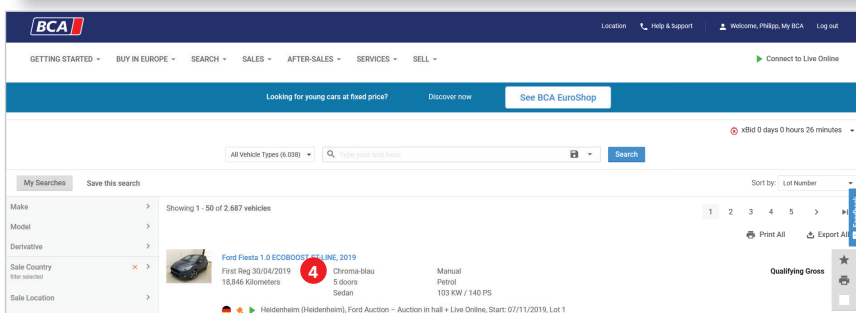 BCA
Location Help & Support Welcome, Philipp, My BCA Log out
GETTING STARTED BUY IN EUROPE SEARCH SALES AFTER-SALES SERVICES SELL Connect to Live Online
Looking for young cars at fixed price? Discover now See BCA EuroShop
xBid 0 days 0 hours 26 minutes
All Vehicle Types (6.038) Type your text here Search
My Searches Save this search Sort by: Lot Number
Make Showing 1 - 50 of 2.687 vehicles 1 2 3 4 5
Model
Print All Export All
Derivative
Ford Fiesta 1.0 ECOBOOST ST-LINE, 2019
Sale Country
filter selected
First Reg 30/04/2019 Chroma-blau Manual Qualifying Gross
4
18,846 Kilometers 5 doors Petrol
Sedan 103 KW / 140 PS
Sale Location
Heidenheim (Heidenheim), Ford Auction – Auction in hall + Live Online, Start: 07/11/2019, Lot 1